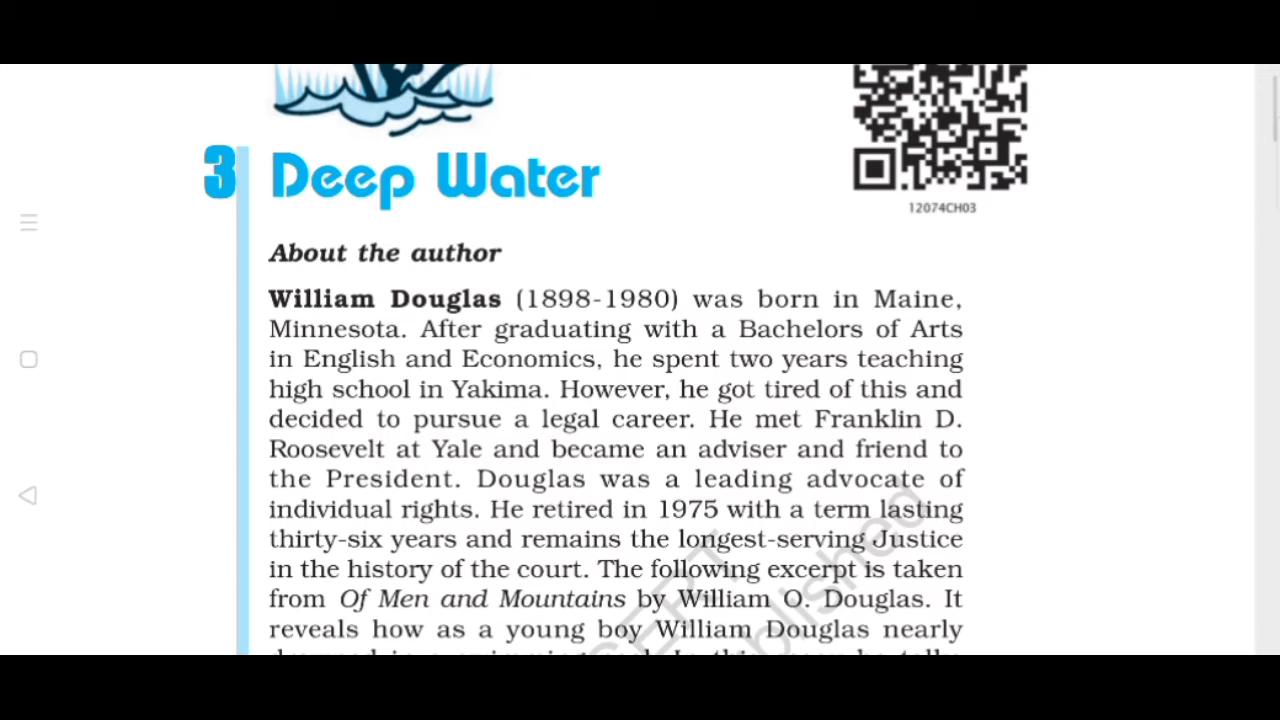 12074CH03
3 Deep Water
About the author
William Douglas (1898-1980) was born in Maine,
Minnesota. After graduating with a Bachelors of Arts
in English and Economics, he spent two years teaching
high school in Yakima. However, he got tired of this and
decided to pursue a legal career. He met Franklin D.
Roosevelt at Yale and became an adviser and friend to
the President. Douglas was a leading advocate of
individual rights. He retired in 1975 with a term lasting
thirty-six years and remains the longest-serving Justice
in the history of the court. The following excerpt is taken
from Of Men and Mountains by William O. Douglas. It
reveals how as a young boy William Douglas nearly